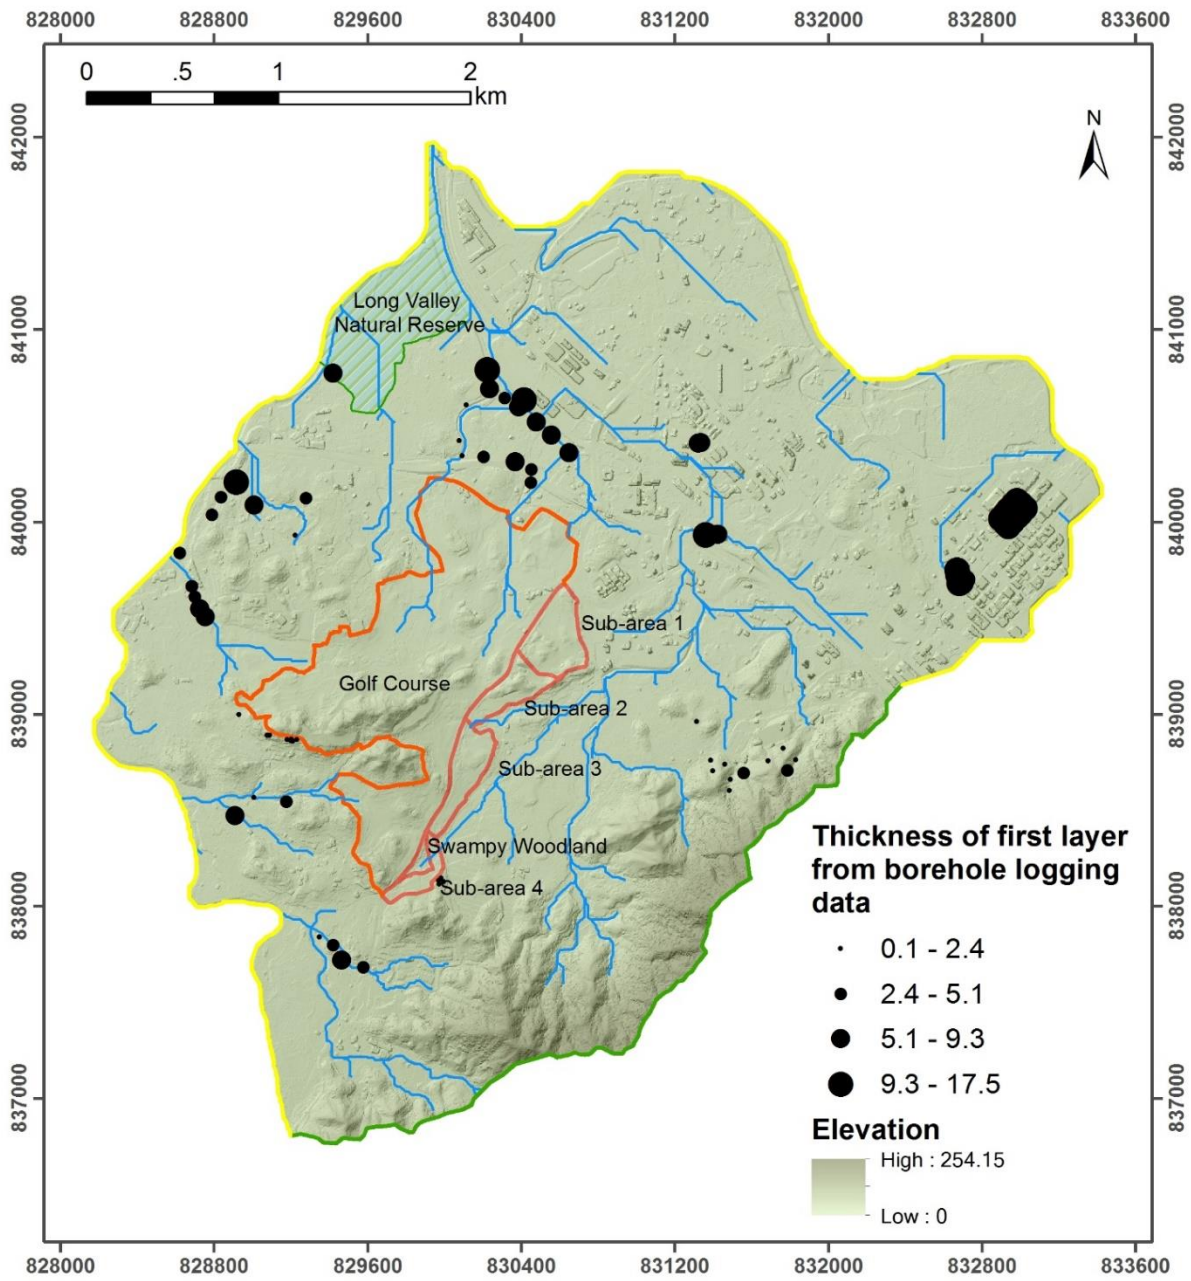 828000 828800 829600 830400 831200 832000 832800 833600
0 .5 1 2
km
N
842000 842000
841000 841000
840000 840000
839000 839000
838000 838000
837000 837000
Long Valley
Natural Reserve
Sub-area 1
Golf Course
Sub-area 2
Sub-area 3
Swampy Woodland
Sub-area 4
Thickness of first layer
from borehole logging
data
0.1 - 2.4
2.4 - 5.1
5.1 - 9.3
9.3 - 17.5
Elevation
High : 254.15
Low : 0
828000 828800 829600 830400 831200 832000 832800 833600